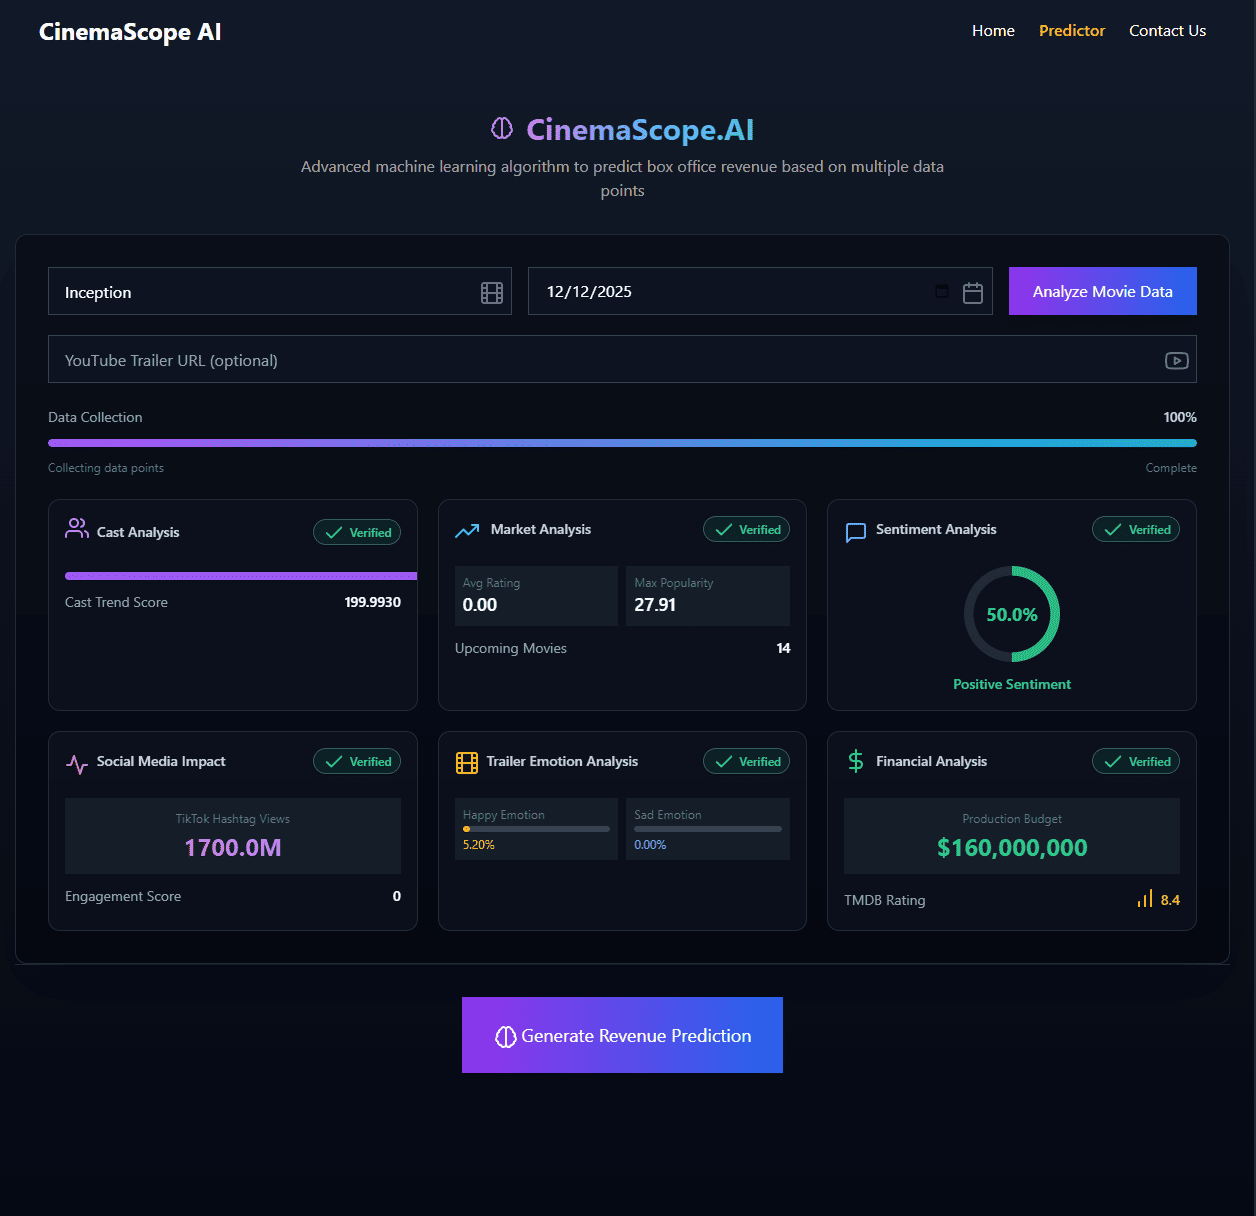 CinemaScope AI
Home Predictor Contact Us
CinemaScope.AI
Advanced machine learning algorithm to predict box office revenue based on multiple data
points
Inception
12/12/2025
Analyze Movie Data
YouTube Trailer URL (optional)
Data Collection 100%
Collecting data points Complete
Cast Analysis Verified
Cast Trend Score 199.9930
Market Analysis Verified
Avg Rating Max Popularity
0.00 27.91
Upcoming Movies 14
Sentiment Analysis Verified
50.0%
Positive Sentiment
Social Media Impact Verified
TikTok Hashtag Views
1700.0M
Engagement Score 0
Trailer Emotion Analysis Verified
Happy Emotion Sad Emotion
5.20% 0.00%
Financial Analysis Verified
Production Budget
$160,000,000
TMDB Rating 8.4
Generate Revenue Prediction